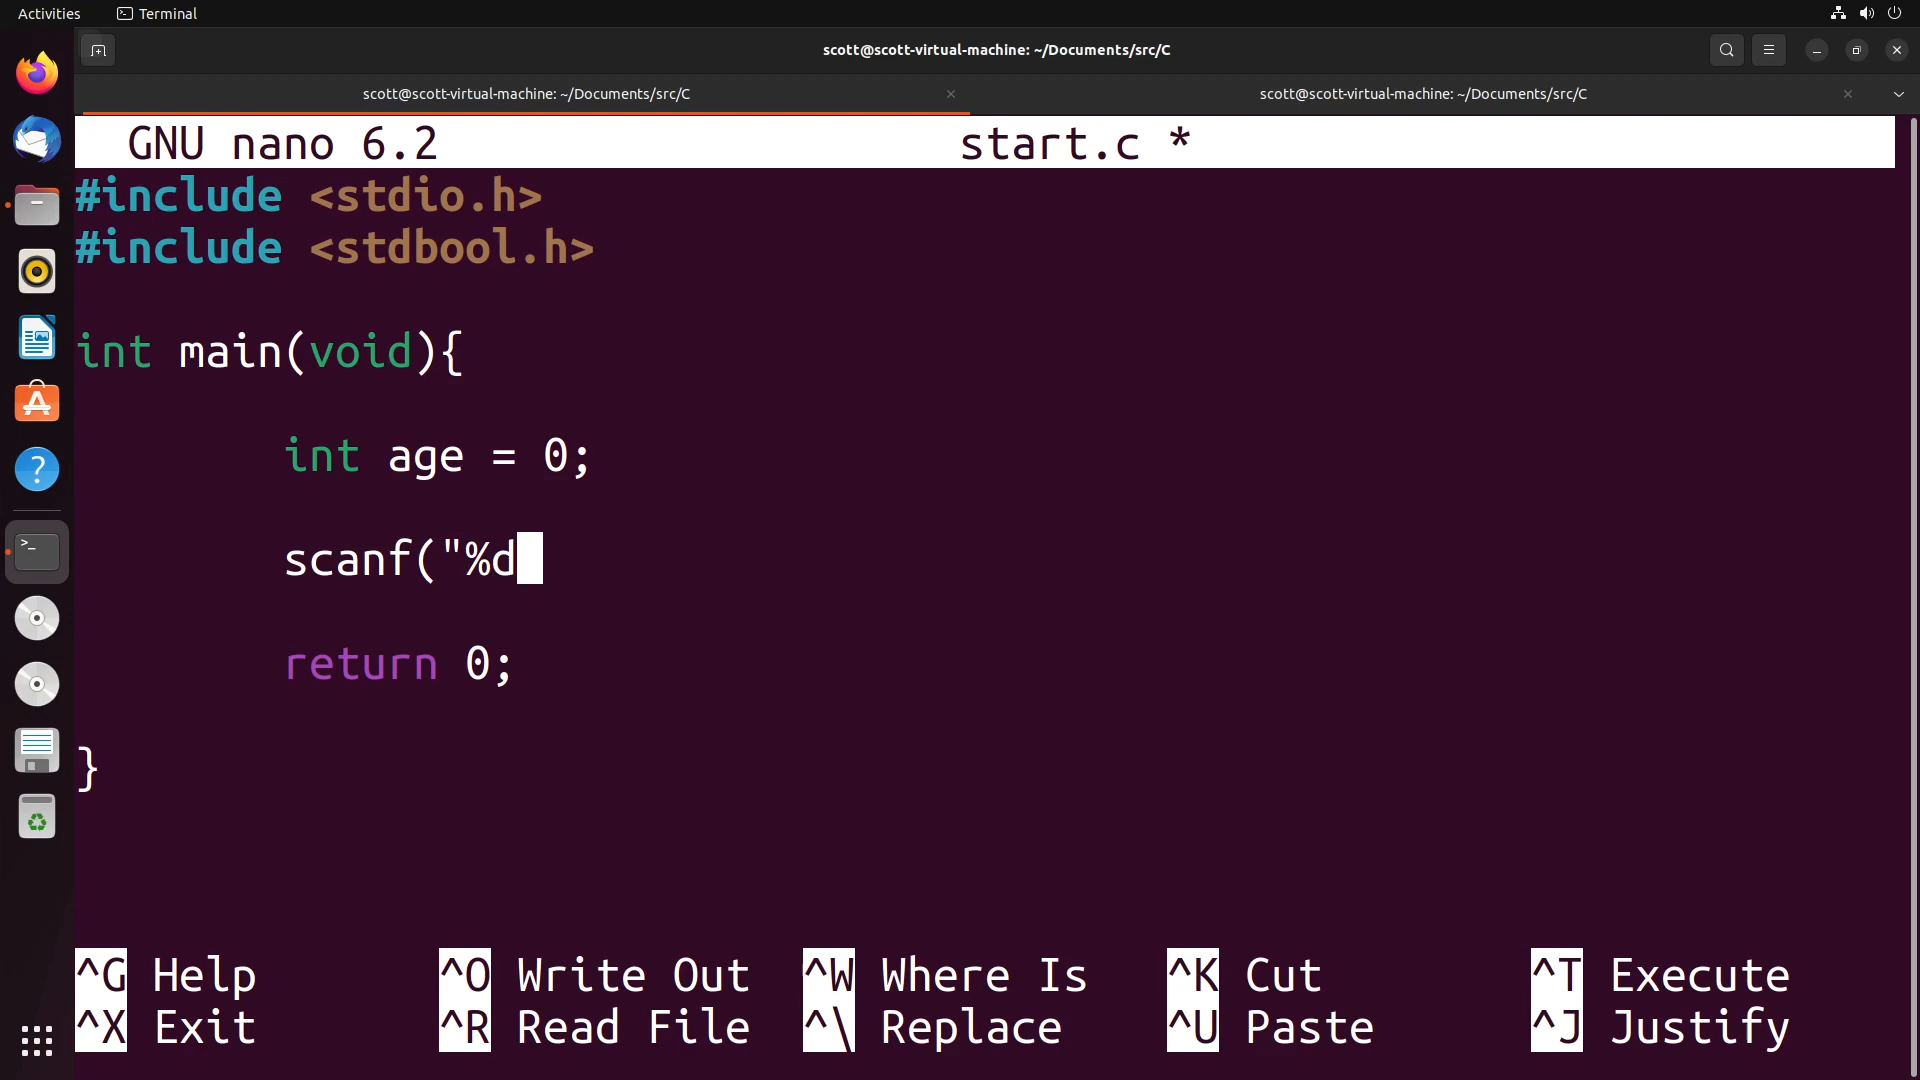 Activities Terminal
scott@scott-virtual-machine: ~/Documents/src/C
scott@scott-virtual-machine: ~/Documents/src/C scott@scott-virtual-machine: ~/Documents/src/C
GNU nano 6.2 start.c *
#include <stdio.h>
#include <stdbool.h>
int main(void){
int age = 0;
scanf("%d
return 0;
}
^G Help ^O Write Out ^W Where Is ^K Cut ^T Execute
^X Exit ^R Read File ^\ Replace ^U Paste ^J Justify